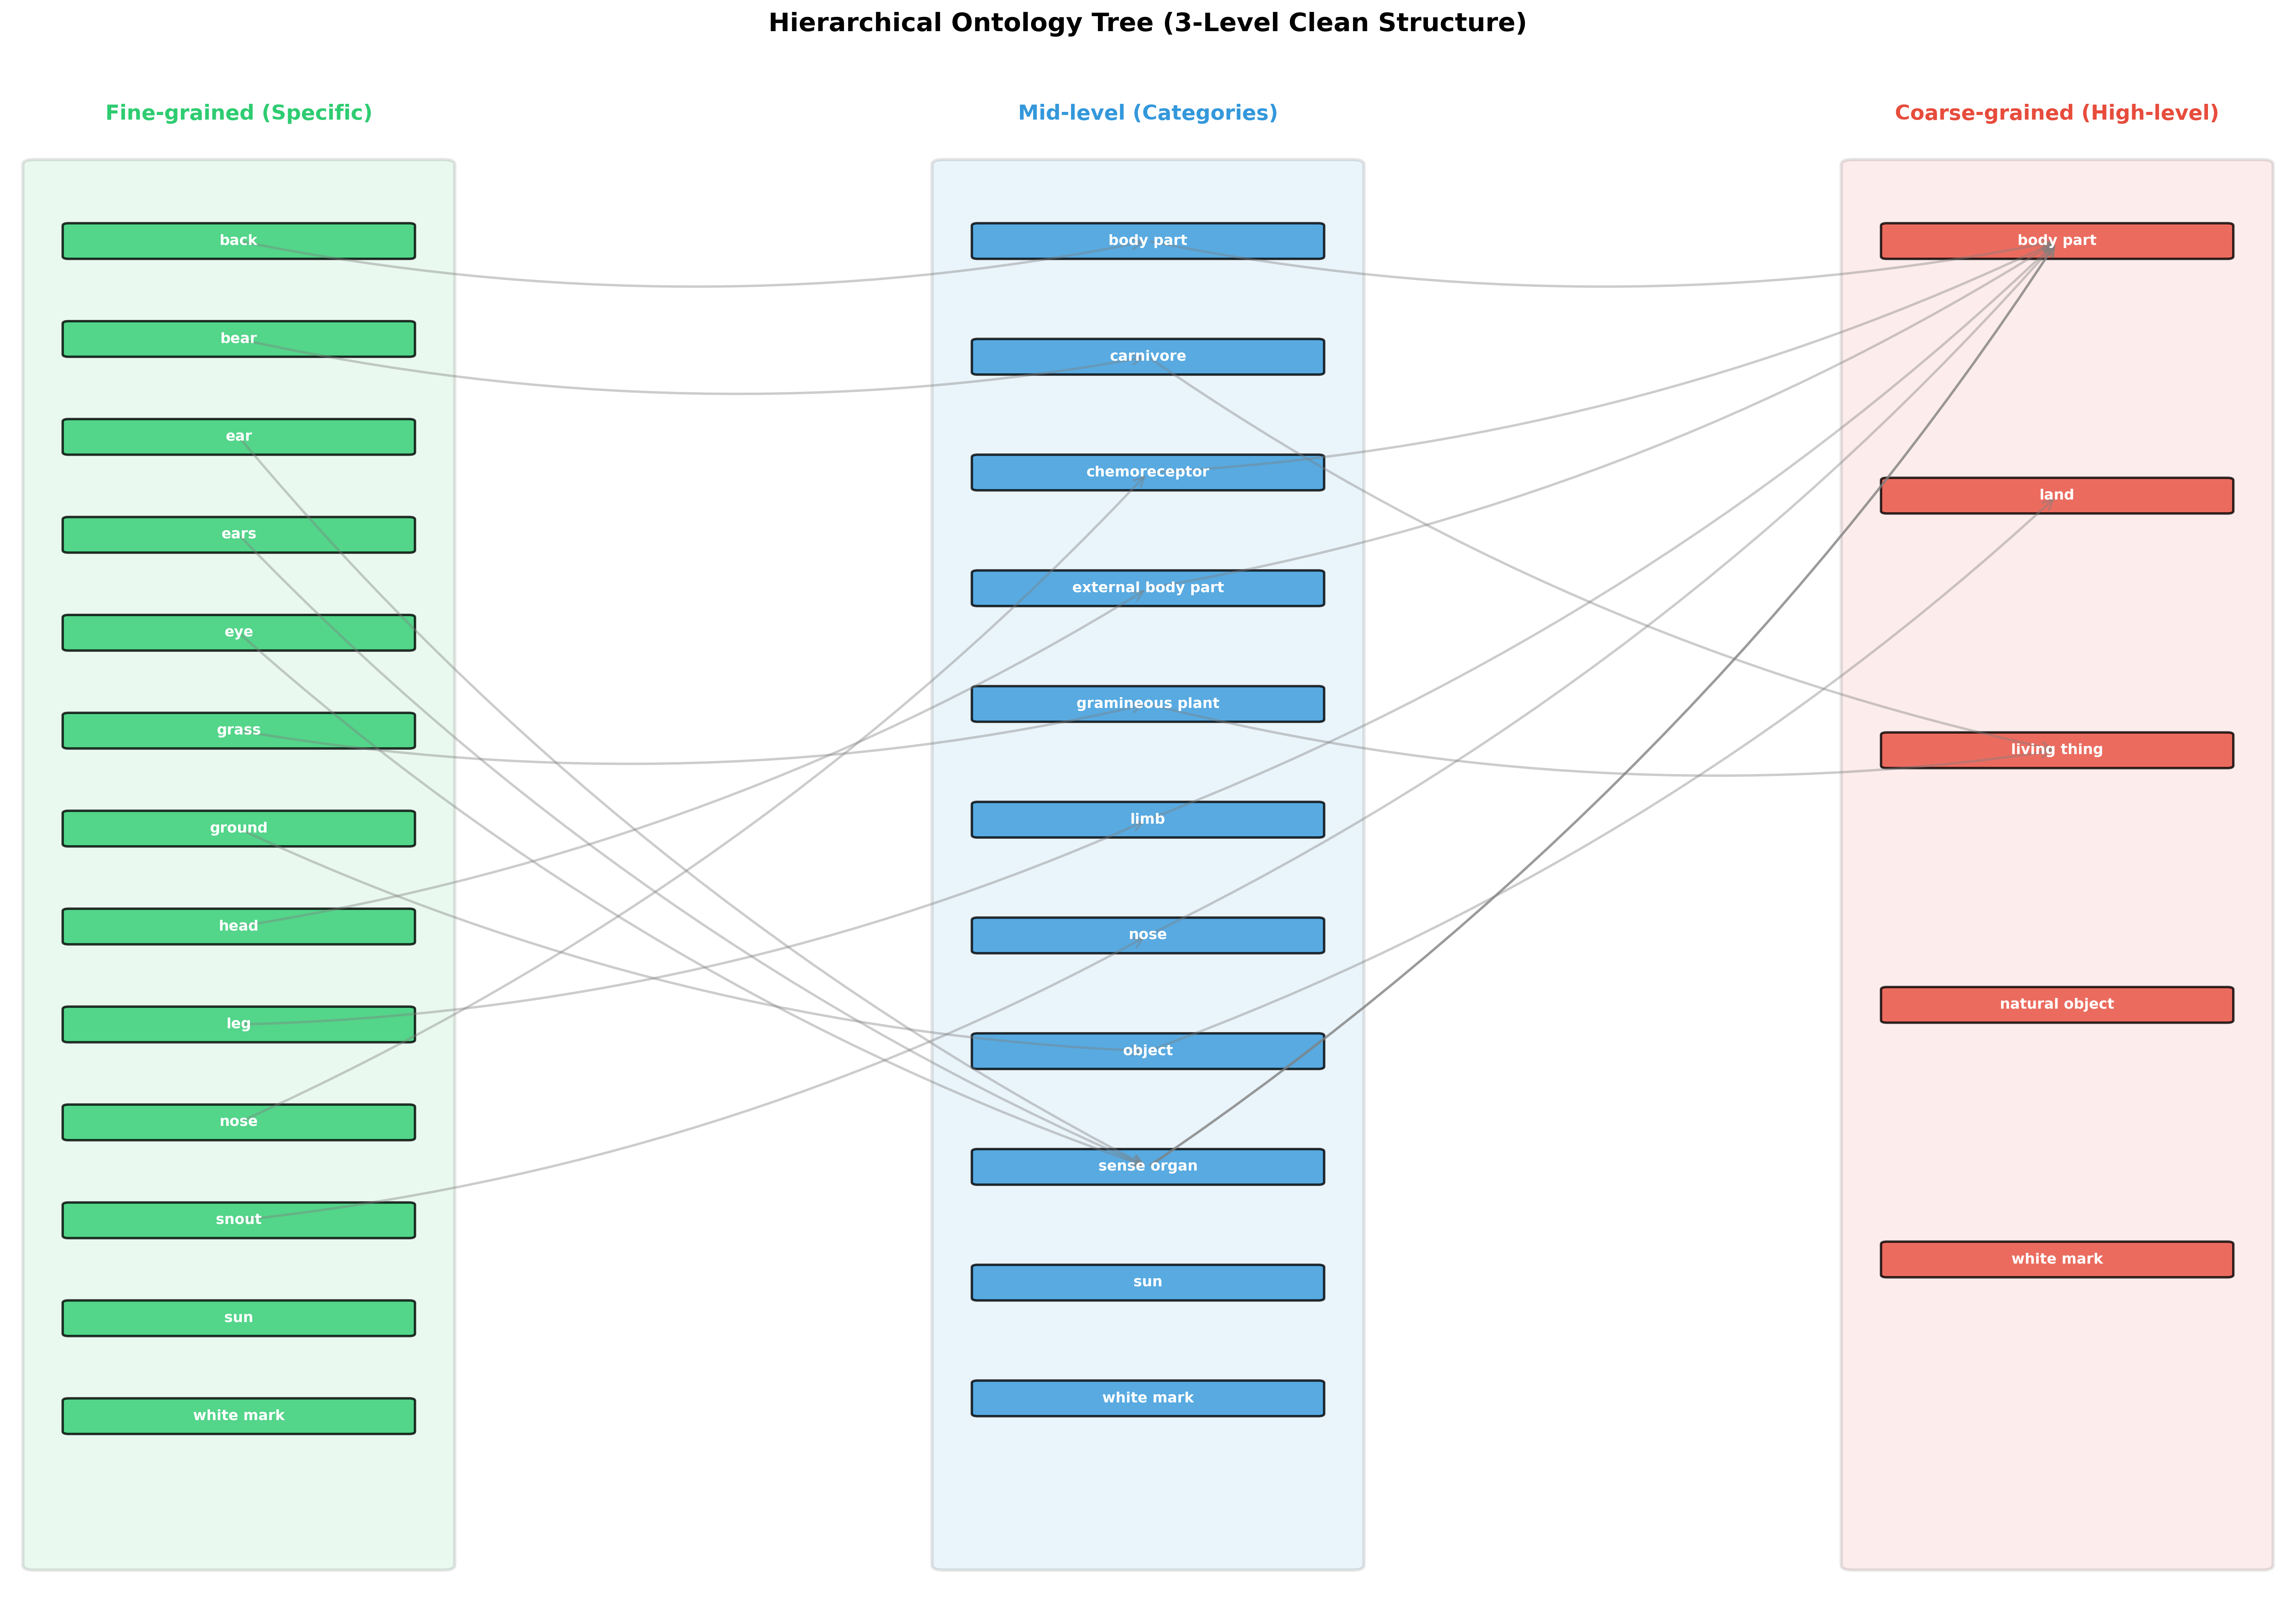 Hierarchical Ontology Tree (3-Level Clean Structure)
Fine-grained (Specific)
back
bear
ear
ears
eye
grass
ground
head
leg
nose
snout
sun
white mark
Mid-level (Categories)
body part
carnivore
chemoreceptor
external body part
gramineous plant
limb
nose
object
sense organ
sun
white mark
Coarse-grained (High-level)
body part
land
living thing
natural object
white mark